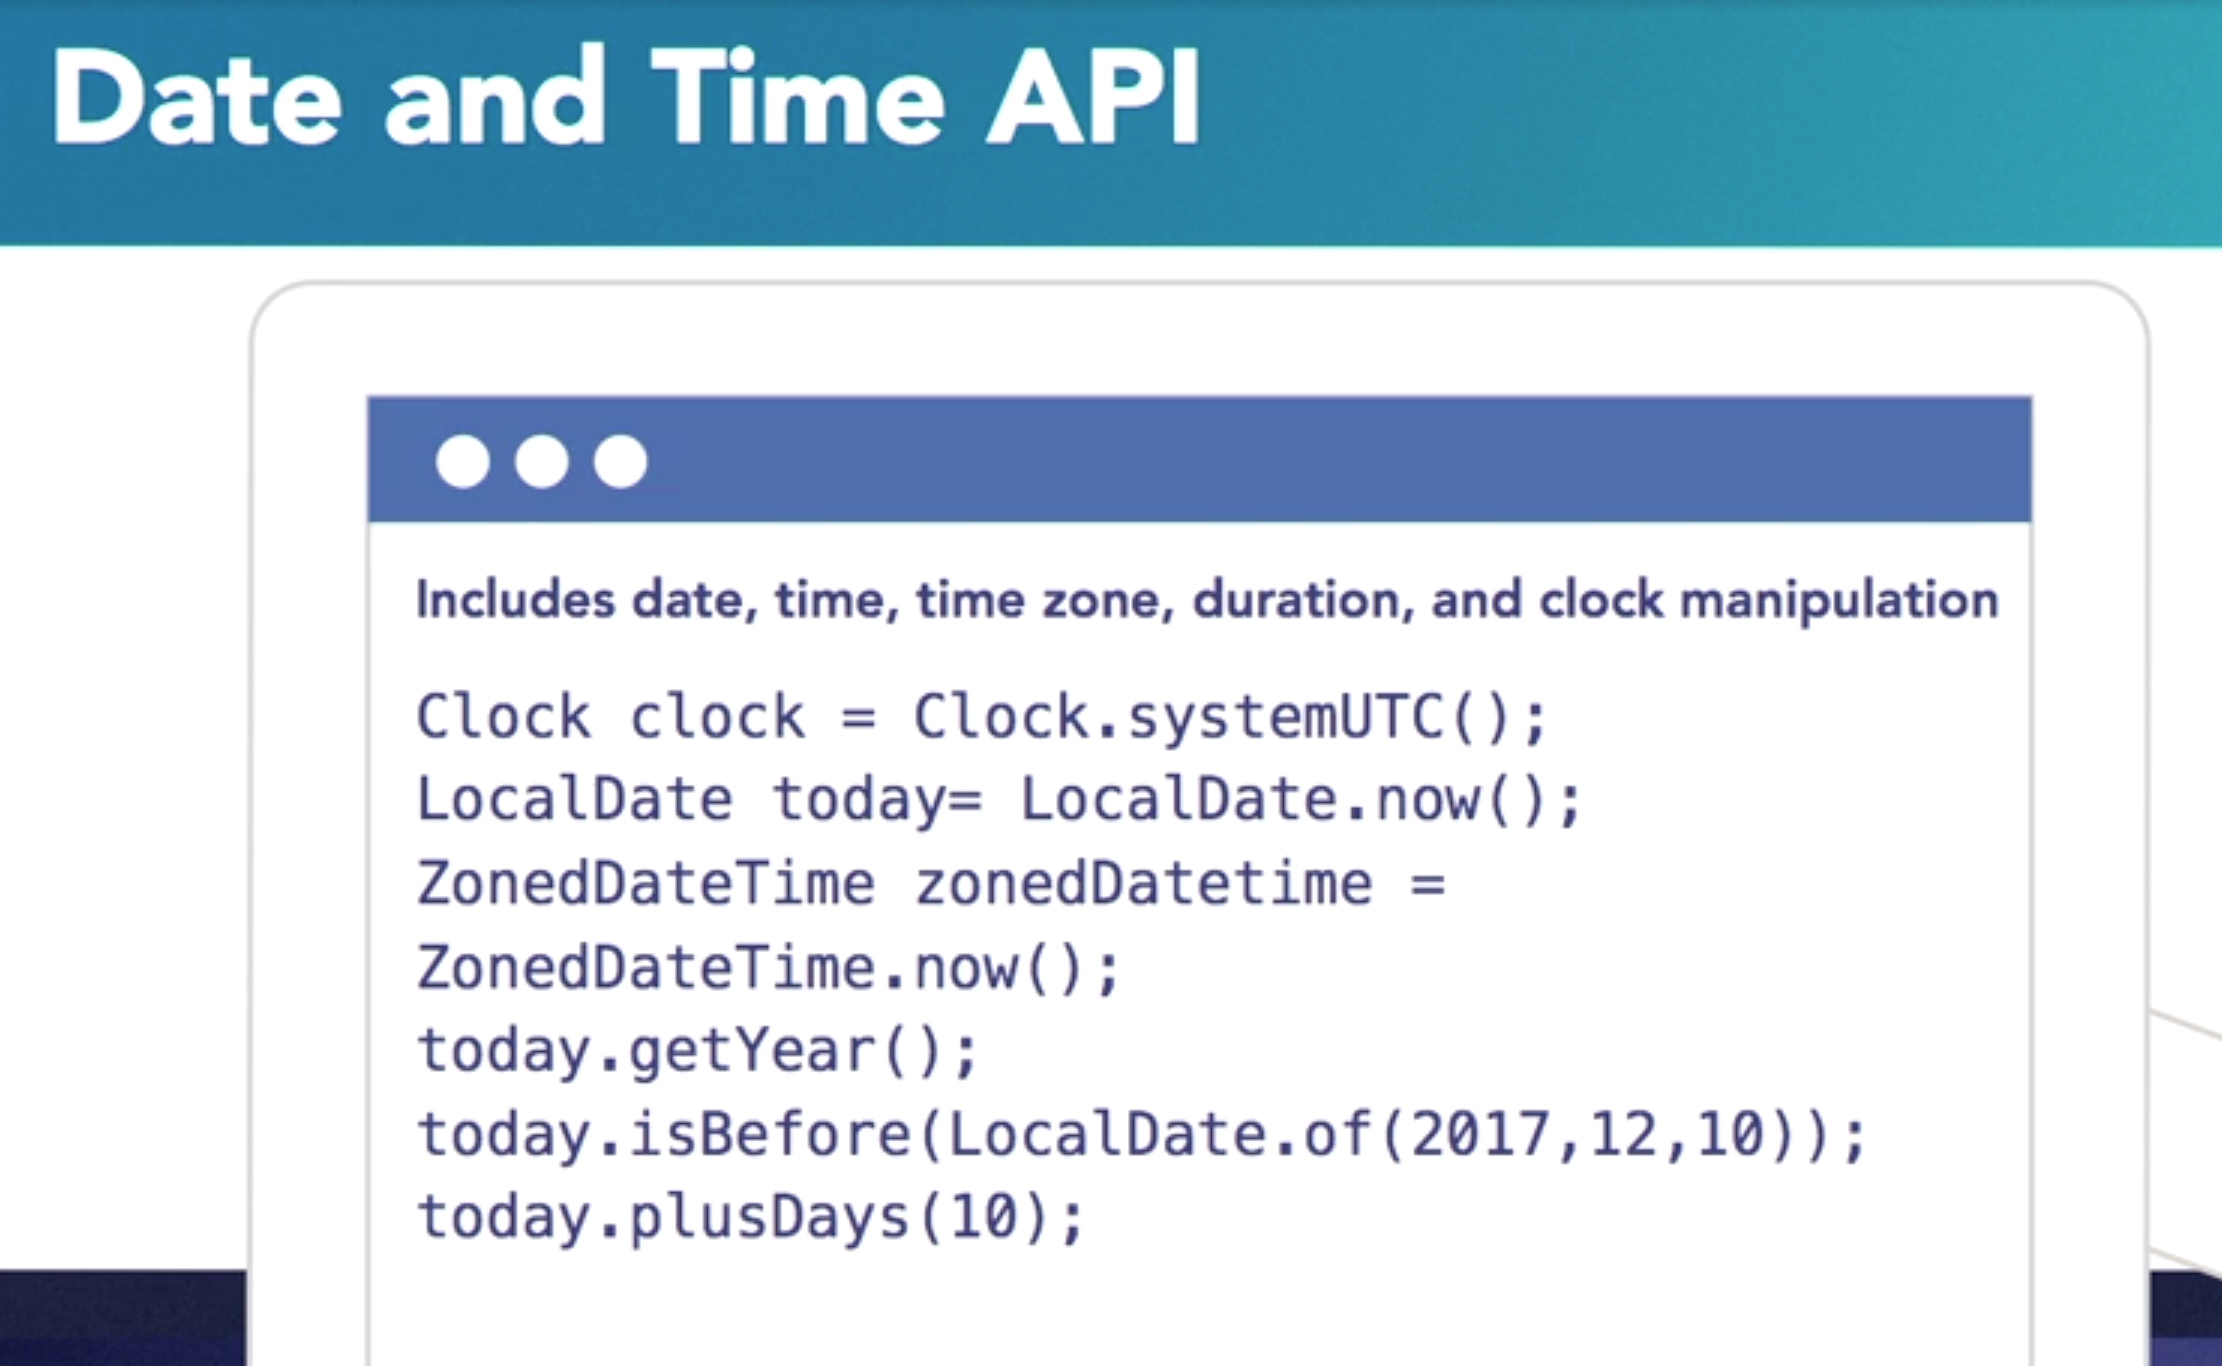 Date and Time API
Includes date, time, time zone, duration, and clock manipulation
Clock clock = Clock.systemUTC();
LocalDate today= LocalDate.now();
ZonedDateTime zonedDatetime =
ZonedDateTime.now();
today.getYear();
today.isBefore(LocalDate.of(2017,12,10));
today.plusDays(10);